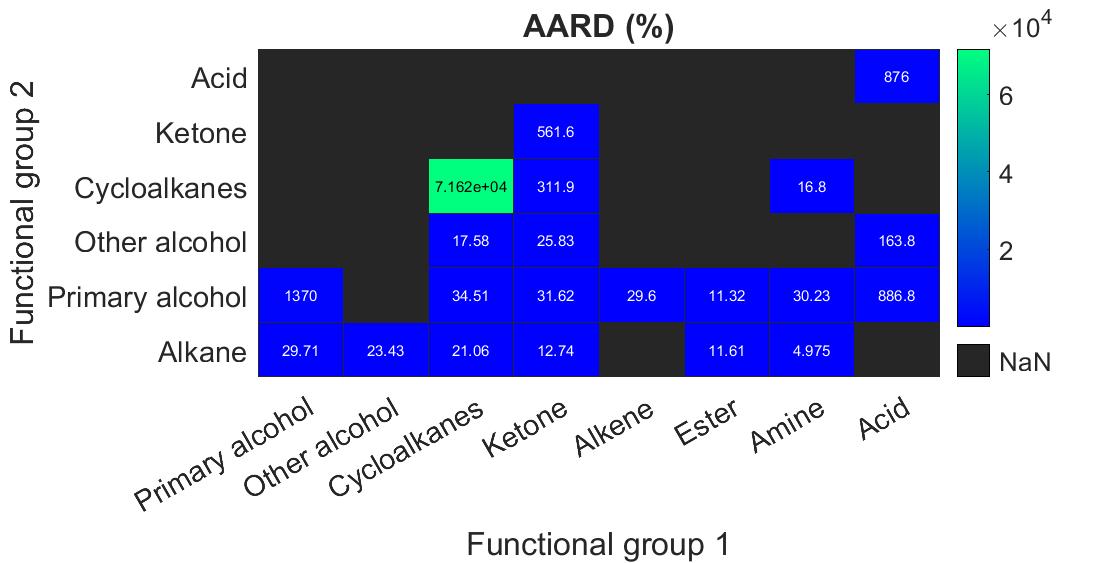 AARD (%)
×10^4
Functional group 2
Acid
876
6
Ketone
561.6
Cycloalkanes
7.162e+04
311.9
16.8
4
Other alcohol
17.58
25.83
163.8
2
Primary alcohol
1370
34.51
31.62
29.6
11.32
30.23
886.8
Alkane
29.71
23.43
21.06
12.74
11.61
4.975
NaN
Primary alcohol
Other alcohol
Cycloalkanes
Ketone
Alkene
Ester
Amine
Acid
Functional group 1